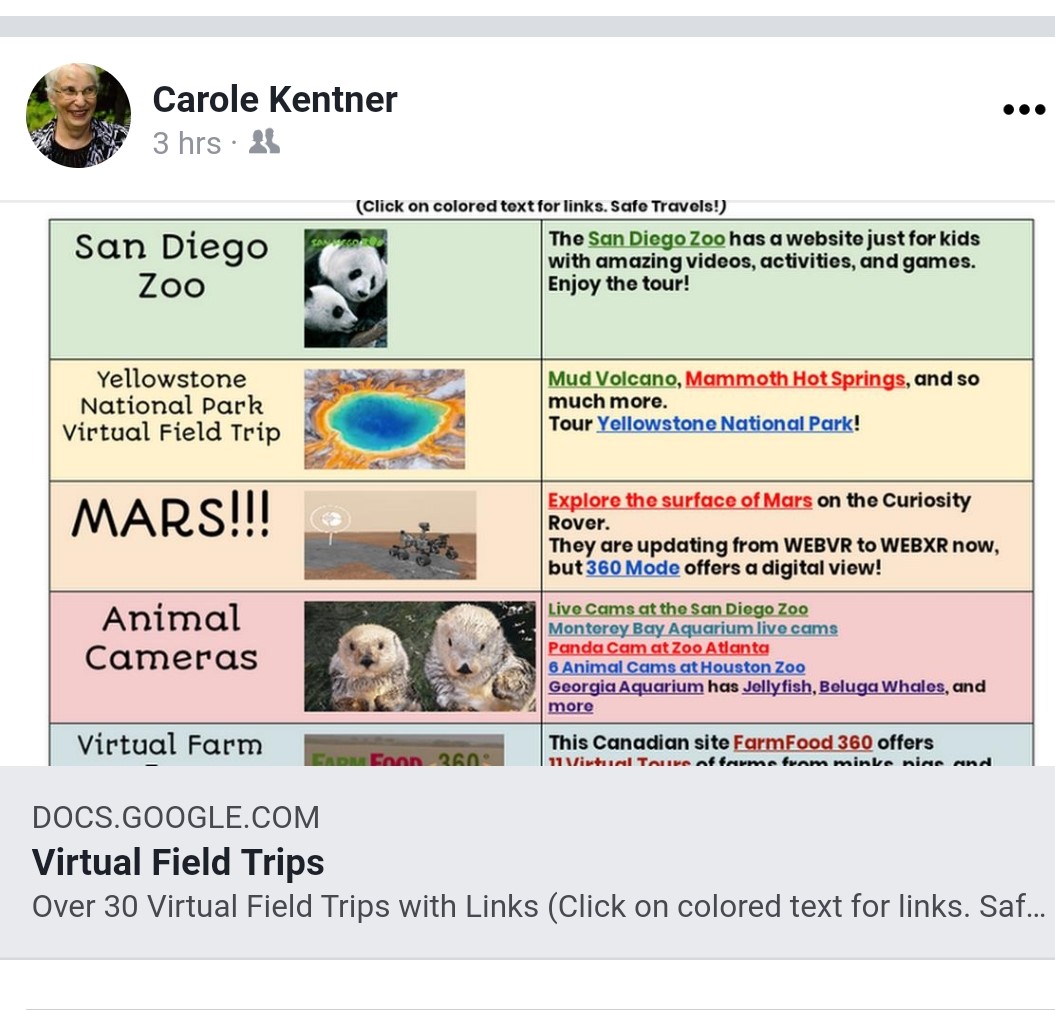 Carole Kentner
3 hrs ·
(Click on colored text for links. Safe Travels!)
San Diego
Zoo
SAN DIEGO ZOO
The San Diego Zoo has a website just for kids
with amazing videos, activities, and games.
Enjoy the tour!
Yellowstone
National Park
Virtual Field Trip
Mud Volcano, Mammoth Hot Springs, and so
much more.
Tour Yellowstone National Park!
MARS!!!
Explore the surface of Mars on the Curiosity
Rover.
They are updating from WEBVR to WEBXR now,
but 360 Mode offers a digital view!
Animal
Cameras
Live Cams at the San Diego Zoo
Monterey Bay Aquarium live cams
Panda Cam at Zoo Atlanta
6 Animal Cams at Houston Zoo
Georgia Aquarium has Jellyfish, Beluga Whales, and
more
Virtual Farm
FARM FOOD 360°
This Canadian site FarmFood 360 offers
11 Virtual Tours of farms from minks, pigs, and
DOCS.GOOGLE.COM
Virtual Field Trips
Over 30 Virtual Field Trips with Links (Click on colored text for links. Saf...